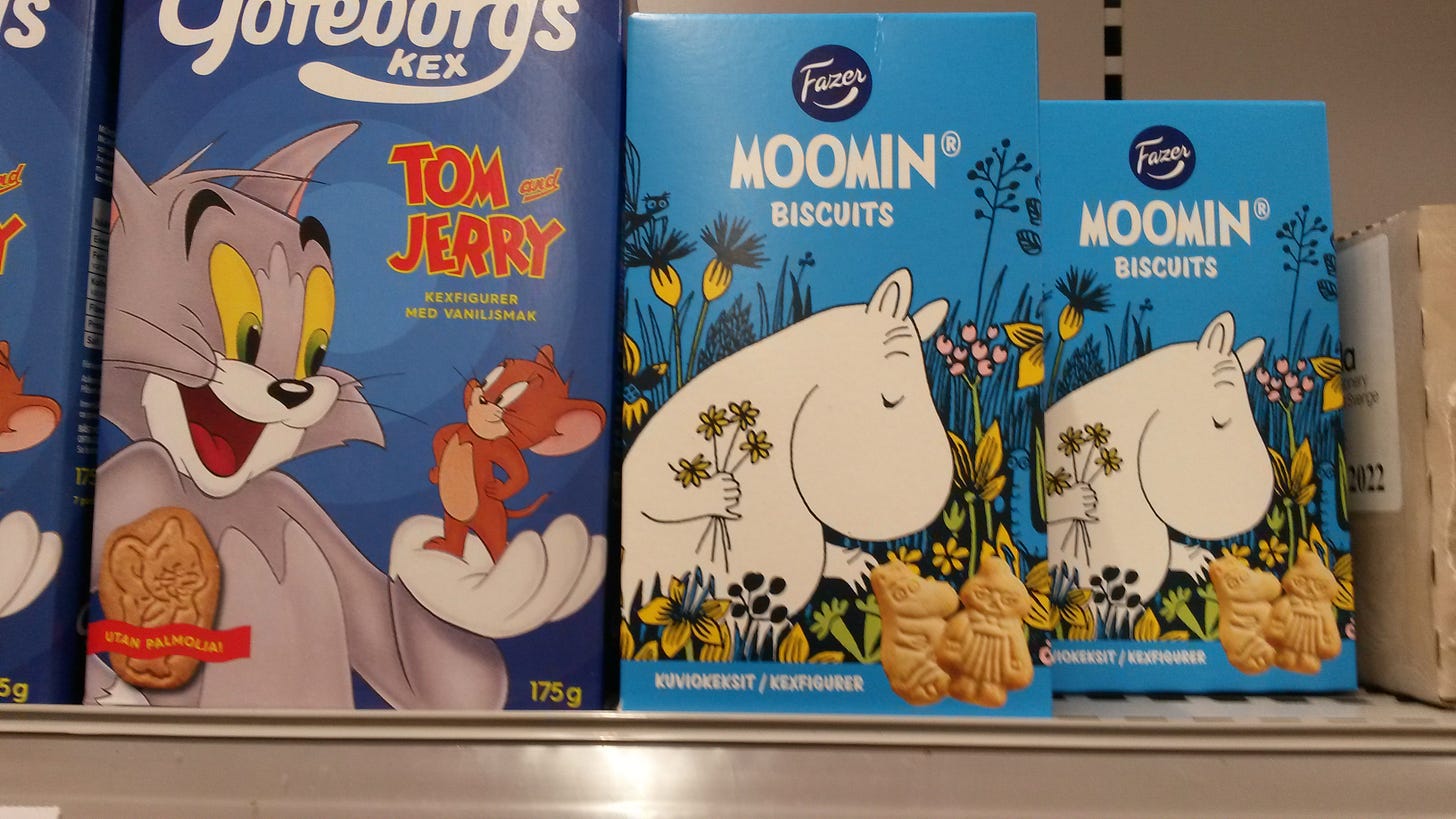 Göteborgs
KEX
TOM and
JERRY
KEXFIGURER
MED VANILJSMAK
UTAN PALMOLJA!
175g
Fazer
MOOMIN®
BISCUITS
KUVIOKEKSIT / KEXFIGURER
Fazer
MOOMIN®
BISCUITS
KEXFIGURER
2022